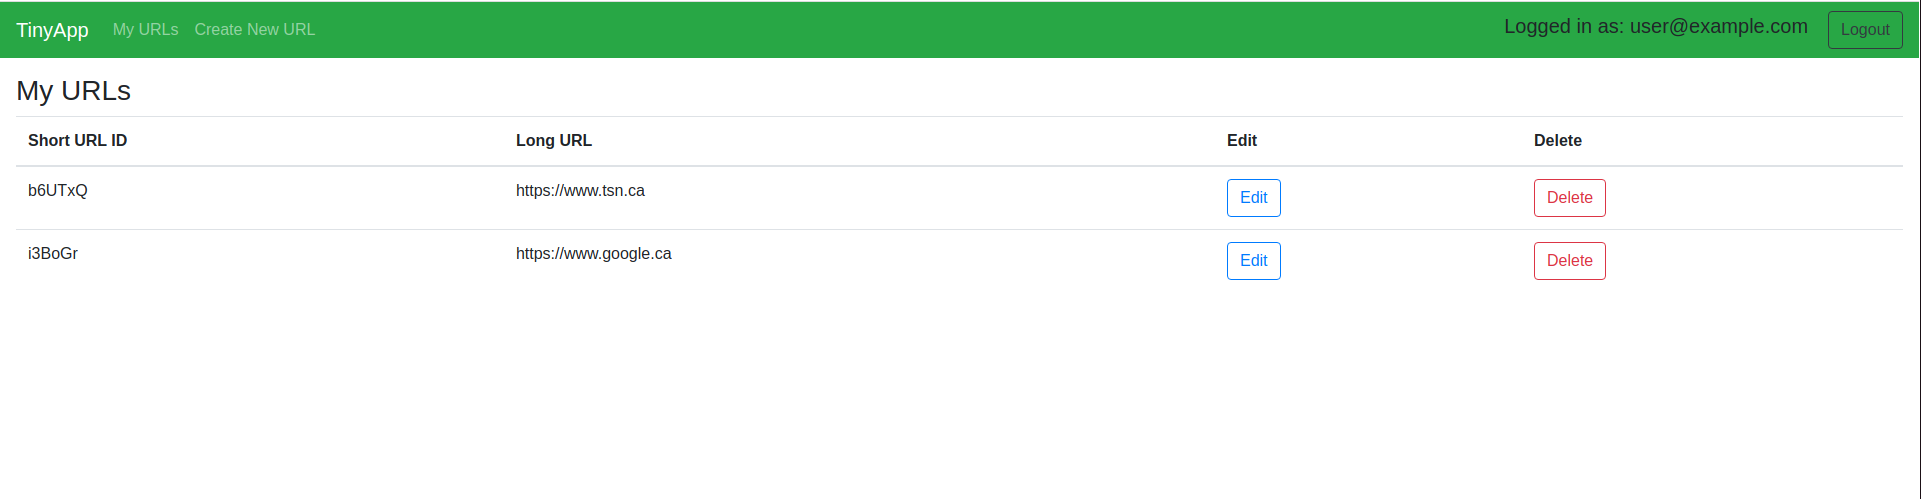 TinyApp My URLs Create New URL Logged in as: user@example.com Logout
My URLs
Short URL ID Long URL Edit Delete
b6UTxQ https://www.tsn.ca Edit Delete
i3BoGr https://www.google.ca Edit Delete